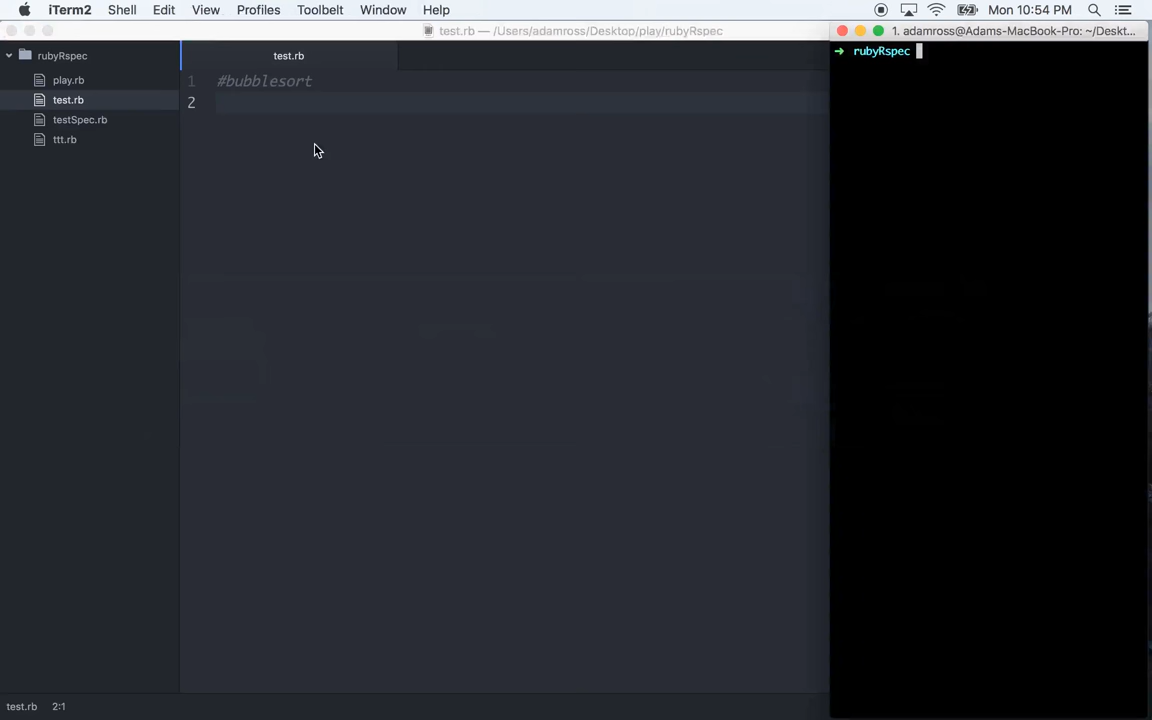 iTerm2 Shell Edit View Profiles Toolbelt Window Help Mon 10:54 PM
test.rb — /Users/adamross/Desktop/play/rubyRspec
1. adamross@Adams-MacBook-Pro: ~/Deskt...
rubyRspec
play.rb
test.rb
testSpec.rb
ttt.rb
test.rb
1 #bubblesort
2
➜ rubyRspec
test.rb 2:1